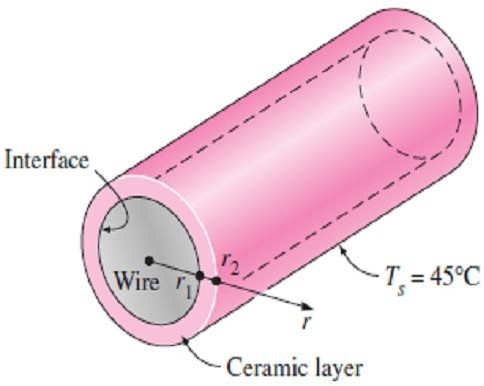 Interface
Wire r₁
r₂
r
Tₛ = 45°C
Ceramic layer